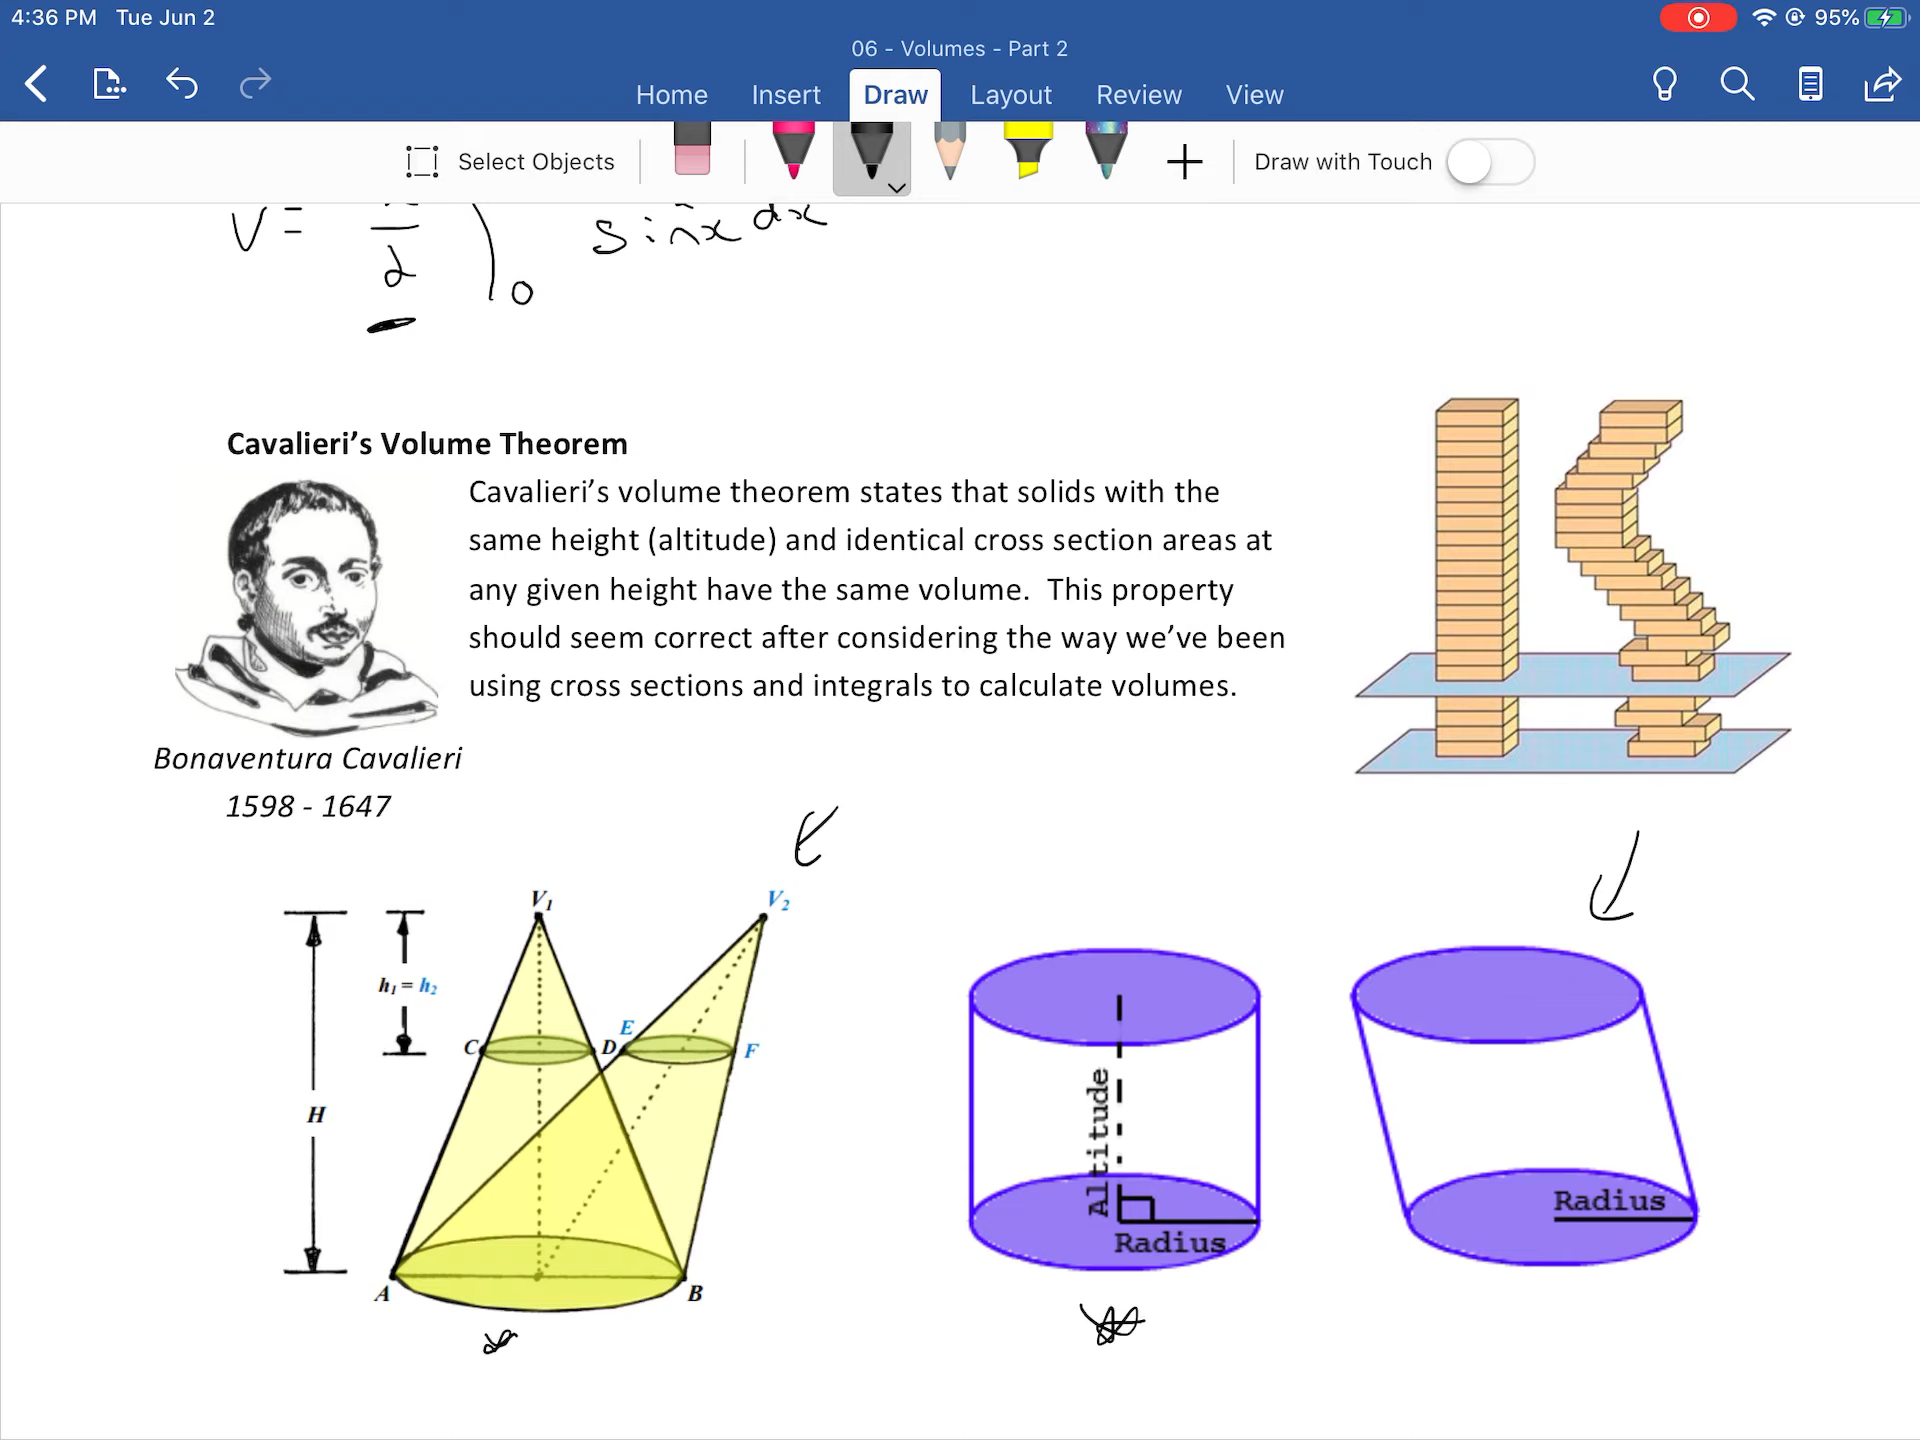 4:36 PM Tue Jun 2
95%
06 - Volumes - Part 2
Home Insert Draw Layout Review View
Select Objects
Draw with Touch
V =
2
0
sin²x dx
Cavalieri’s Volume Theorem
Cavalieri’s volume theorem states that solids with the
same height (altitude) and identical cross section areas at
any given height have the same volume. This property
should seem correct after considering the way we’ve been
using cross sections and integrals to calculate volumes.
Bonaventura Cavalieri
1598 - 1647
V₁
V₂
h₁ = h₂
H
C
D
E
F
A
B
Altitude
Radius
Radius